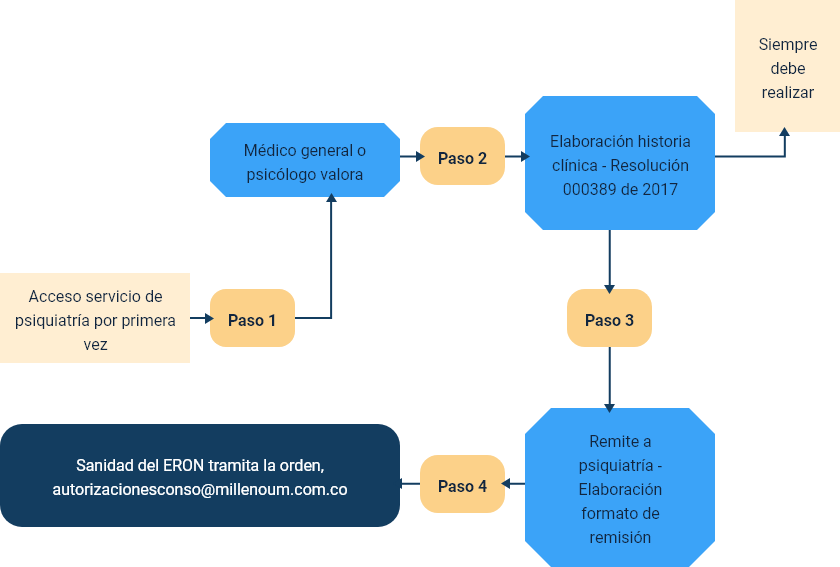 Siempre
debe
realizar
Médico general o
psicólogo valora
Paso 2
Elaboración historia
clínica - Resolución
000389 de 2017
Acceso servicio de
psiquiatría por primera
vez
Paso 1
Paso 3
Sanidad del ERON tramita la orden,
autorizacionesconso@millenoum.com.co
Paso 4
Remite a
psiquiatría -
Elaboración
formato de
remisión